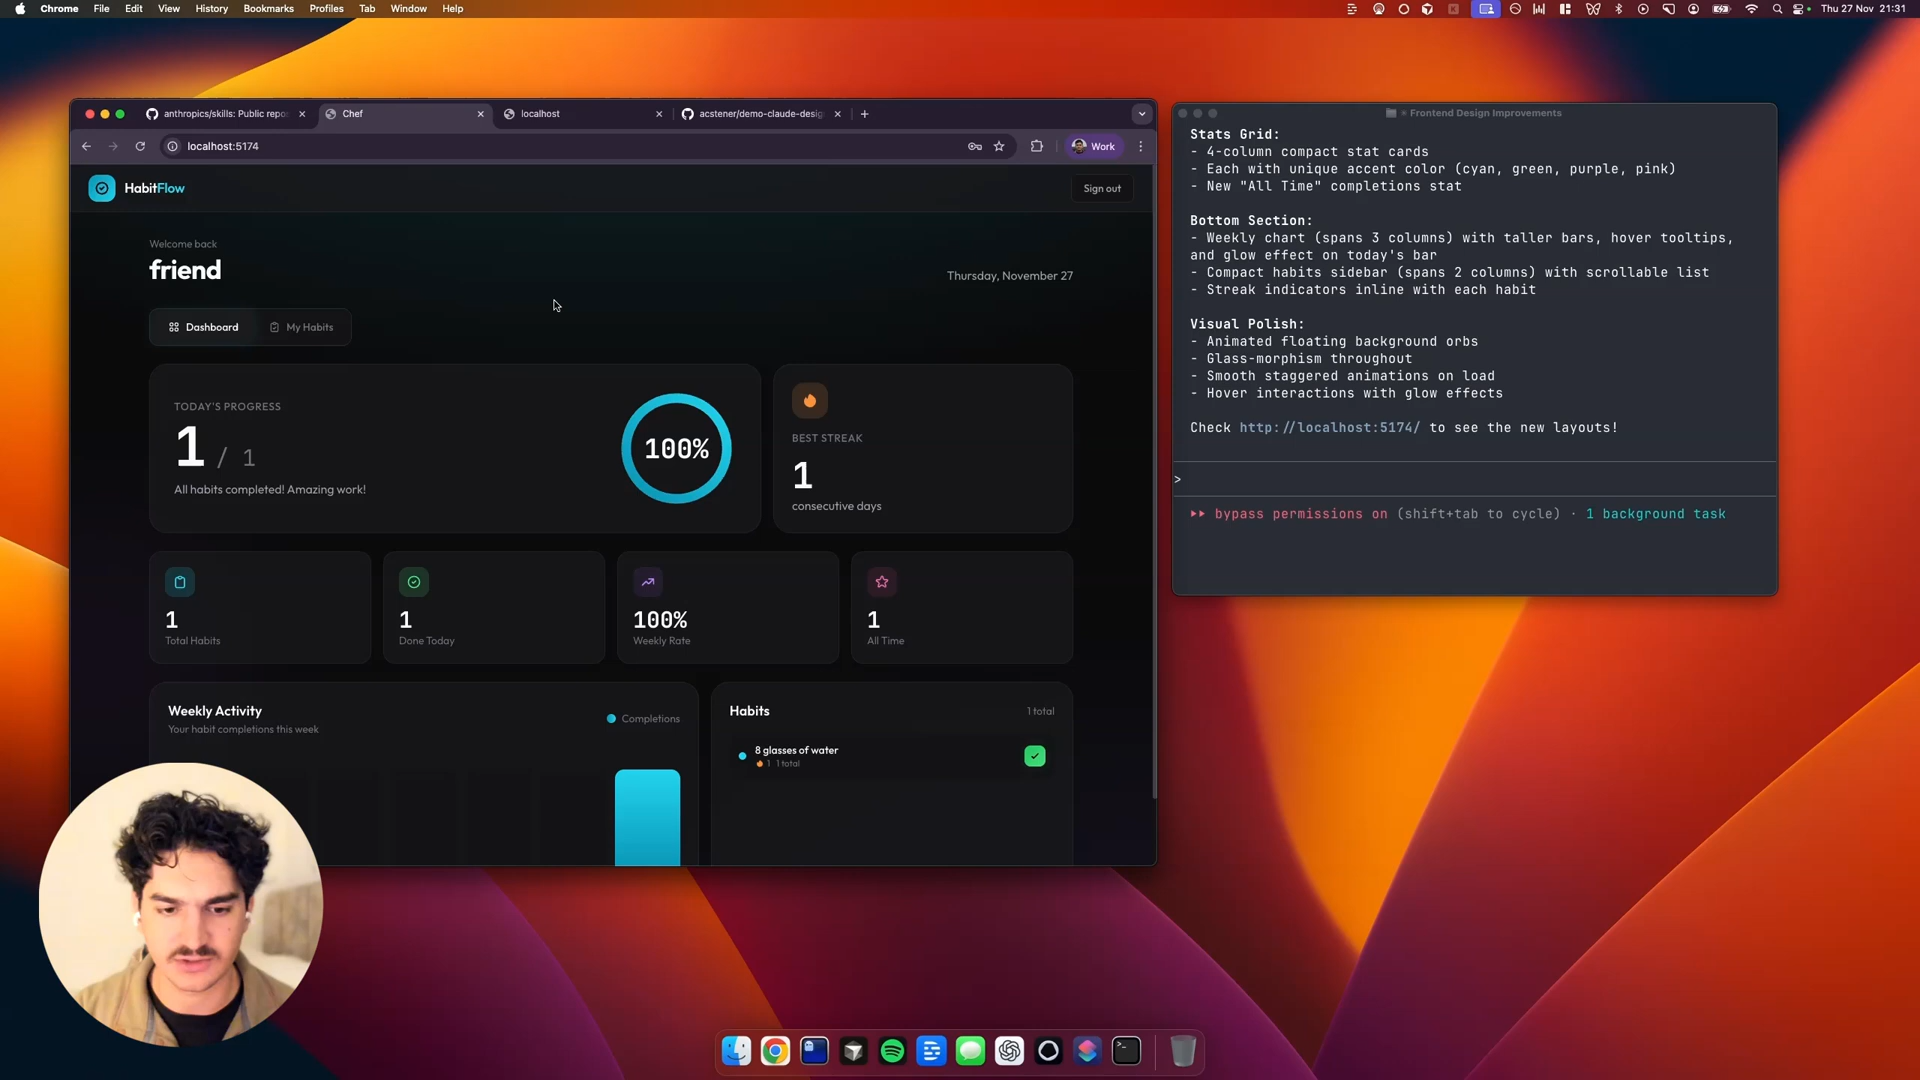 Chrome File Edit View History Bookmarks Profiles Tab Window Help
Thu 27 Nov 21:31
anthropics/skills: Public repo
Chef
localhost
acstener/demo-claude-desig
localhost:5174
Work
HabitFlow
Sign out
Welcome back
friend
Thursday, November 27
Dashboard
My Habits
TODAY'S PROGRESS
1 / 1
All habits completed! Amazing work!
100%
BEST STREAK
1
consecutive days
1
Total Habits
1
Done Today
100%
Weekly Rate
1
All Time
Weekly Activity
Your habit completions this week
Completions
Habits
1 total
8 glasses of water
1 1 total
Frontend Design Improvements
Stats Grid:
- 4-column compact stat cards
- Each with unique accent color (cyan, green, purple, pink)
- New "All Time" completions stat
Bottom Section:
- Weekly chart (spans 3 columns) with taller bars, hover tooltips,
and glow effect on today's bar
- Compact habits sidebar (spans 2 columns) with scrollable list
- Streak indicators inline with each habit
Visual Polish:
- Animated floating background orbs
- Glass-morphism throughout
- Smooth staggered animations on load
- Hover interactions with glow effects
Check http://localhost:5174/ to see the new layouts!
>
bypass permissions on (shift+tab to cycle) · 1 background task